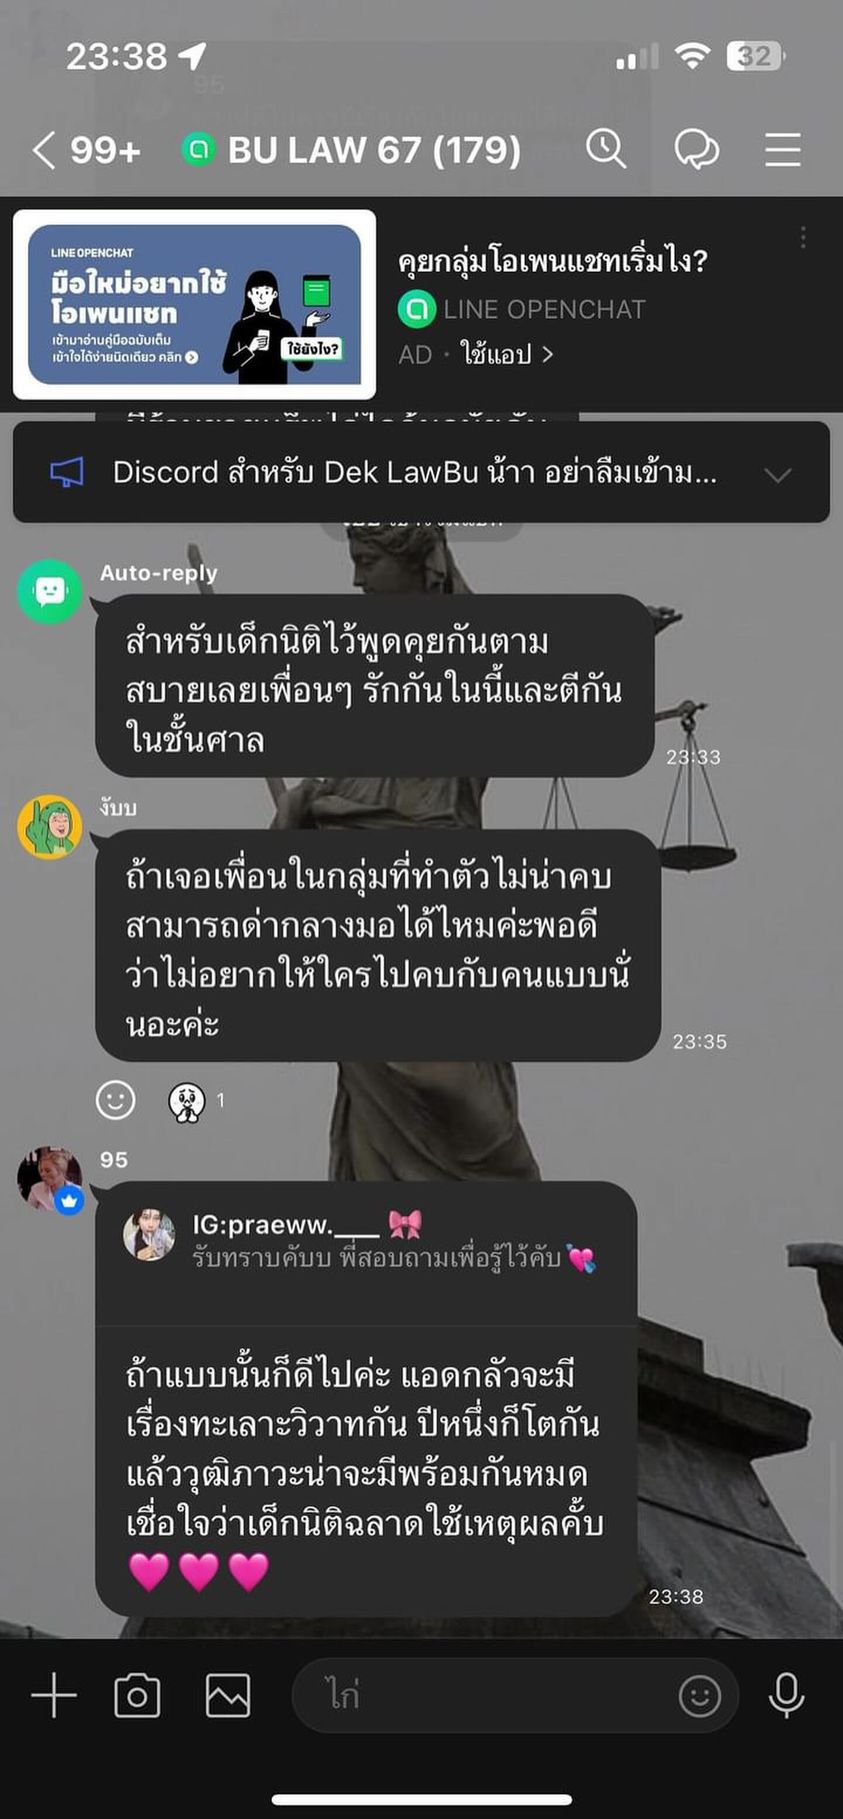 23:38
32
99+
BU LAW 67 (179)
LINE OPENCHAT
มือใหม่อยากใช้
โอเพนแชท
เข้ามาอ่านคู่มือฉบับเต็ม
เข้าใจได้ง่ายนิดเดียว คลิก
ใช้ยังไง?
คุยกลุ่มโอเพนแชทเริ่มไง?
LINE OPENCHAT
AD · ใช้แอป >
Discord สำหรับ Dek LawBu น้าา อย่าลืมเข้าม...
Auto-reply
สำหรับเด็กนิติไว้พูดคุยกันตาม
สบายเลยเพื่อนๆ รักกันในนี้และตีกัน
ในชั้นศาล
23:33
งับบ
ถ้าเจอเพื่อนในกลุ่มที่ทำตัวไม่น่าคบ
สามารถด่ากลางมอได้ไหมค่ะพอดี
ว่าไม่อยากให้ใครไปคบกับคนแบบนั่
นอะค่ะ
23:35
1
95
IG:praeww.___ 🎀
รับทราบคับบ พี่สอบถามเพื่อรู้ไว้คับ💘
ถ้าแบบนั้นก็ดีไปค่ะ แอดกลัวจะมี
เรื่องทะเลาะวิวาทกัน ปีหนึ่งก็โตกัน
แล้ววุฒิภาวะน่าจะมีพร้อมกันหมด
เชื่อใจว่าเด็กนิติฉลาดใช้เหตุผลคั้บ
🩷🩷🩷
23:38
ไก่